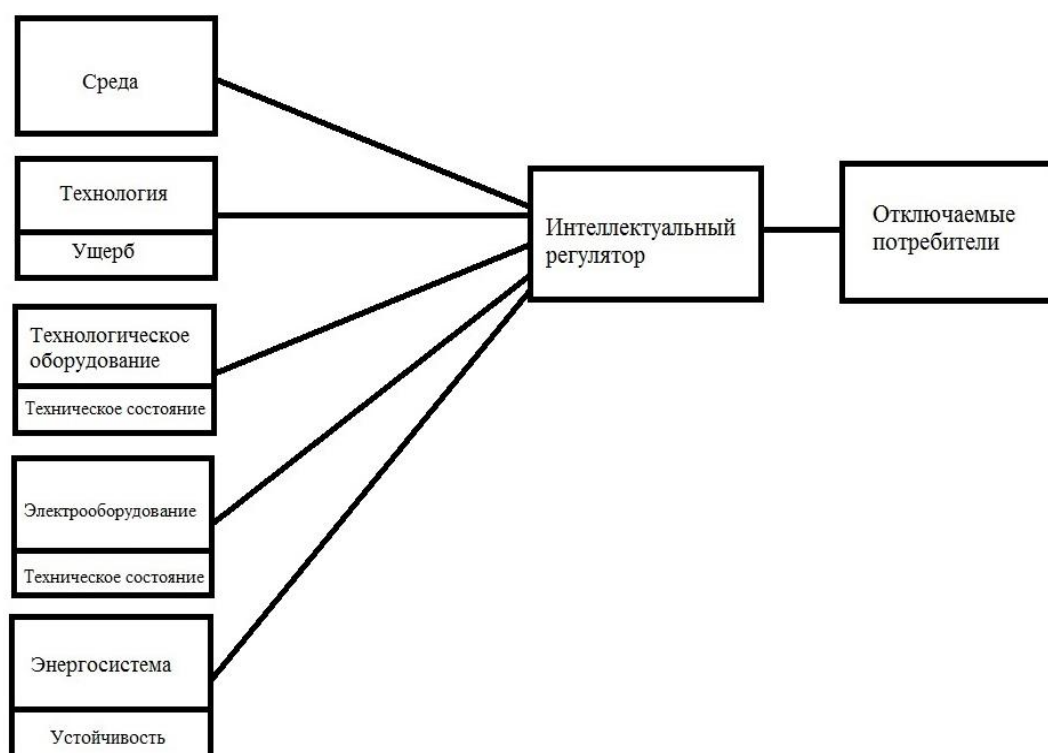 Среда
Технология
Ущерб
Технологическое
оборудование
Техническое состояние
Электрооборудование
Техническое состояние
Энергосистема
Устойчивость
Интеллектуальный
регулятор
Отключаемые
потребители